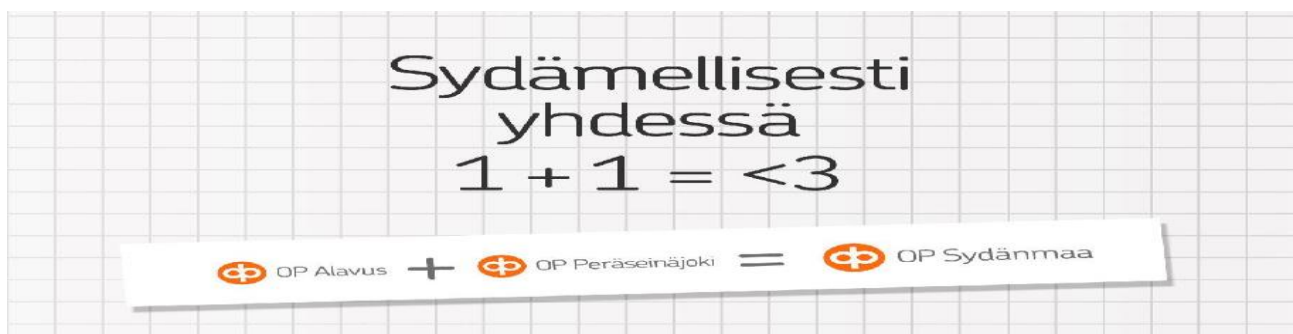 Sydämellisesti
yhdessä
1 + 1 = <3
OP Alavus + OP Peräseinäjoki = OP Sydänmaa